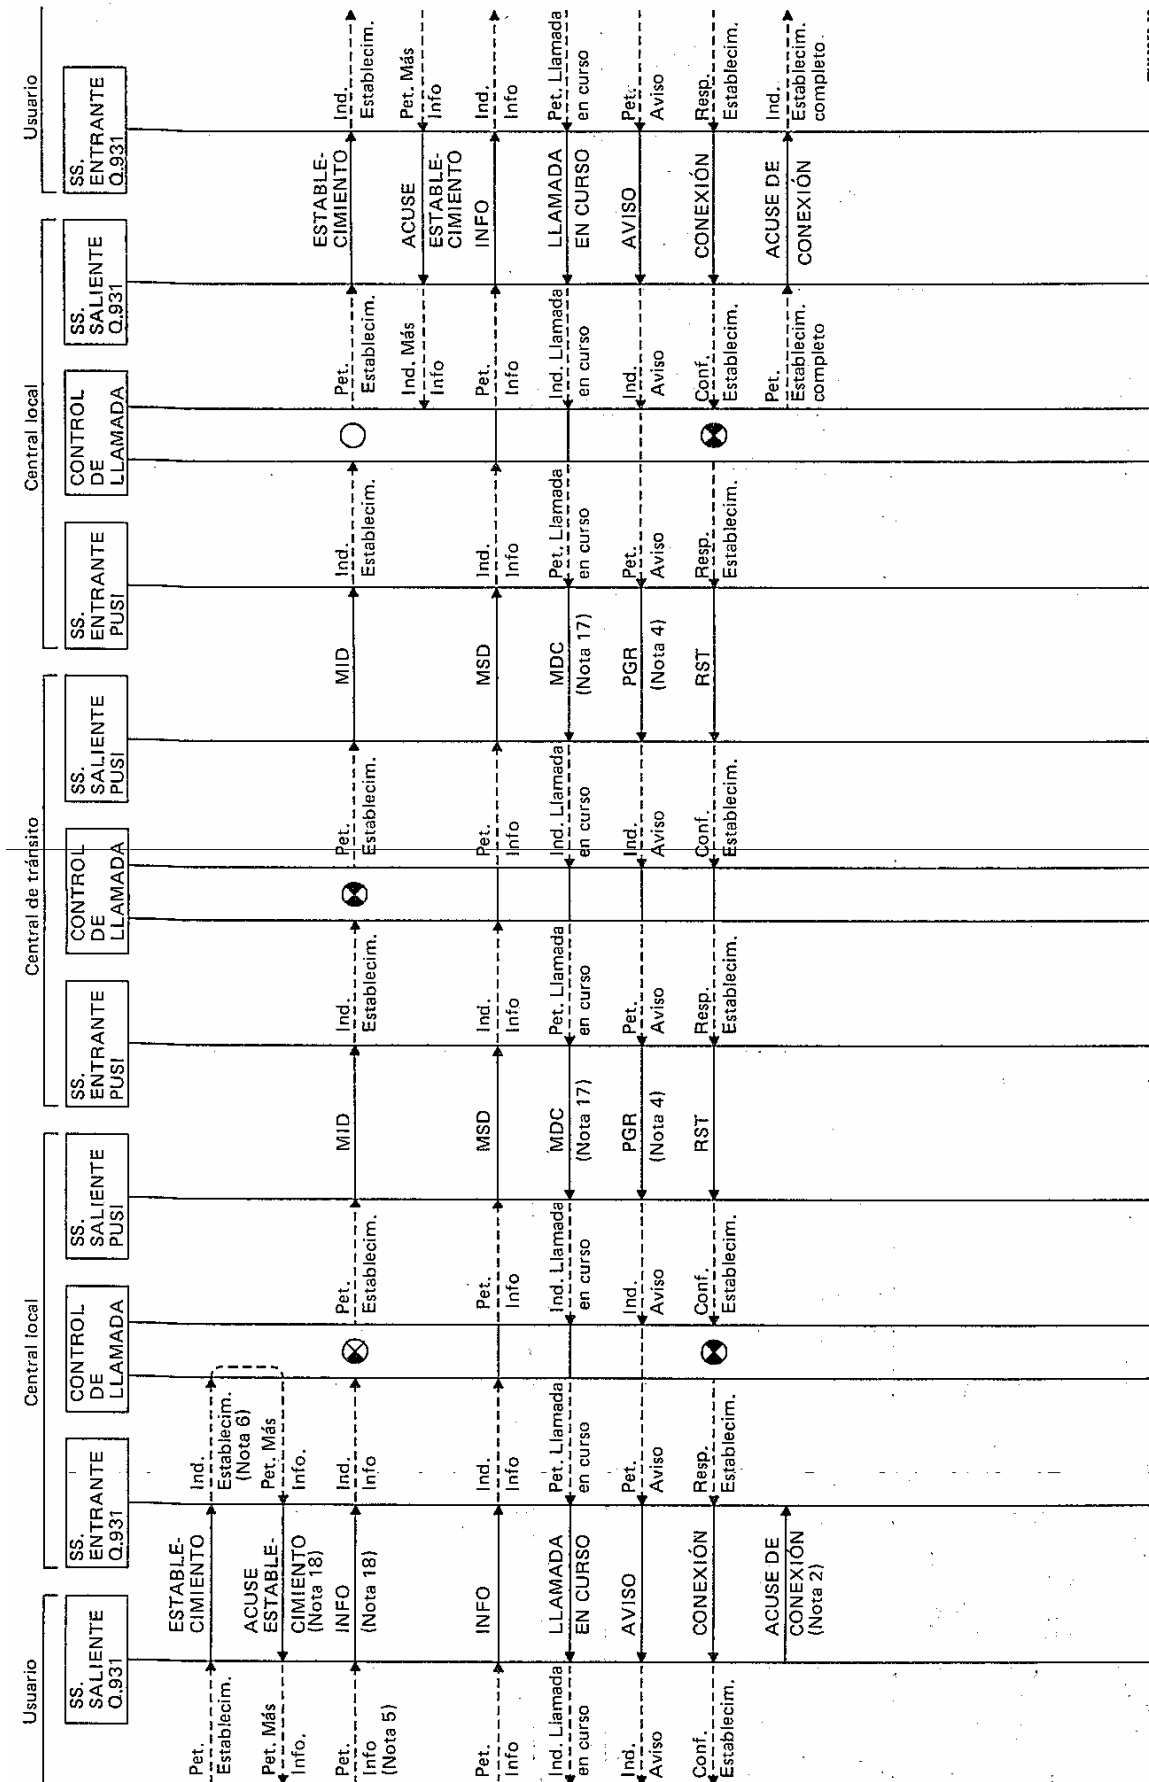 Usuario
Central local
Central de tránsito
Central local
Usuario
SS.
SALIENTE
Q.931
SS.
ENTRANTE
Q.931
CONTROL
DE
LLAMADA
SS.
SALIENTE
PUSI
SS.
ENTRANTE
PUSI
CONTROL
DE
LLAMADA
SS.
SALIENTE
PUSI
SS.
ENTRANTE
PUSI
CONTROL
DE
LLAMADA
SS.
SALIENTE
Q.931
SS.
ENTRANTE
Q.931
Pet.
Establecim.
ESTABLE-
CIMIENTO
Ind.
Establecim.
(Nota 6)
Pet. Más
Info.
ACUSE
ESTABLE-
CIMIENTO
(Nota 18)
Pet. Más
Info.
Pet.
Info
(Nota 5)
INFO
(Nota 18)
Ind.
Info
Pet.
Establecim.
MID
Ind.
Establecim.
Pet.
Establecim.
MID
Ind.
Establecim.
Pet.
Establecim.
ESTABLE-
CIMIENTO
Ind.
Establecim.
Ind. Más
Info
ACUSE
ESTABLE-
CIMIENTO
Pet. Más
Info
Pet.
Info
INFO
Ind.
Info
Pet.
Info
MSD
Ind.
Info
Pet.
Info
MSD
Ind.
Info
Pet.
Info
INFO
Ind.
Info
Ind. Llamada
en curso
LLAMADA
EN CURSO
Pet. Llamada
en curso
Ind. Llamada
en curso
MDC
(Nota 17)
Pet. Llamada
en curso
Ind. Llamada
en curso
MDC
(Nota 17)
Pet. Llamada
en curso
Ind. Llamada
en curso
LLAMADA
EN CURSO
Pet. Llamada
en curso
Ind.
Aviso
AVISO
Pet.
Aviso
Ind.
Aviso
PGR
(Nota 4)
Pet.
Aviso
Ind.
Aviso
PGR
(Nota 4)
Pet.
Aviso
Ind.
Aviso
AVISO
Pet.
Aviso
Conf.
Establecim.
CONEXIÓN
Resp.
Establecim.
Conf.
Establecim.
RST
Resp.
Establecim.
Conf.
Establecim.
RST
Resp.
Establecim.
Conf.
Establecim.
CONEXIÓN
Resp.
Establecim.
ACUSE DE
CONEXIÓN
(Nota 2)
Pet.
Establecim.
completo
ACUSE DE
CONEXIÓN
Ind.
Establecim.
completo